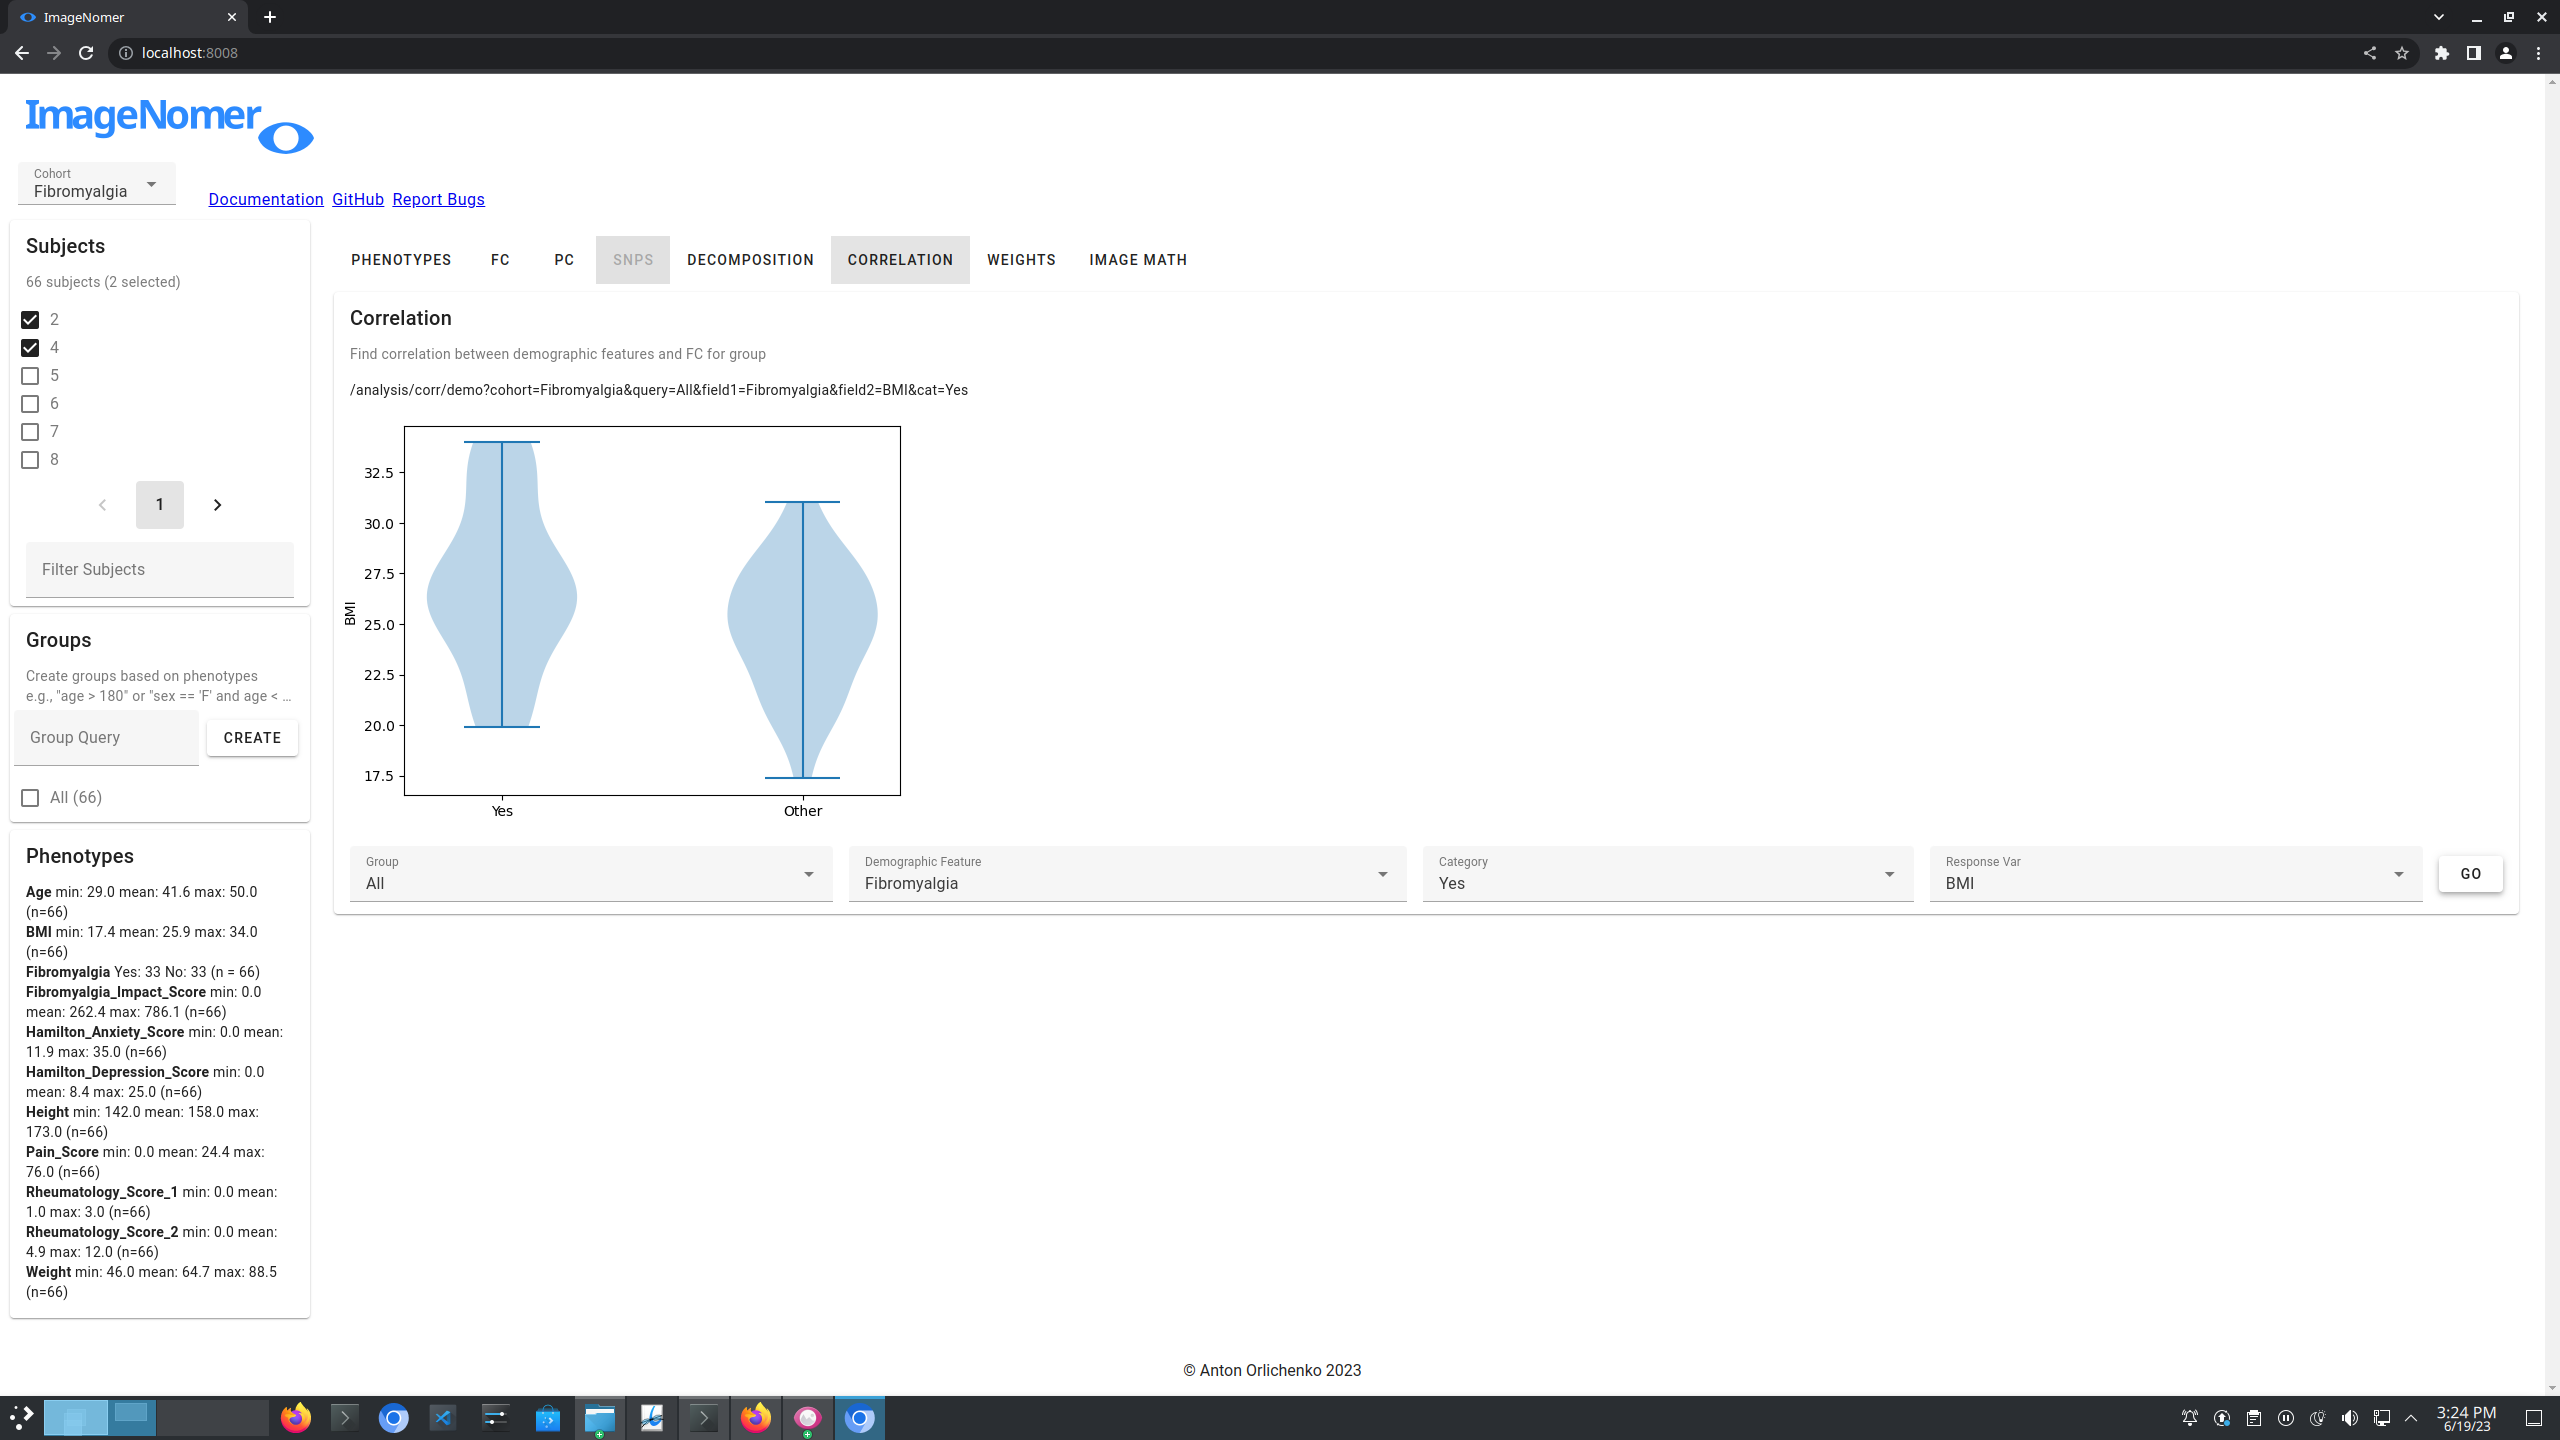 ImageNomer
localhost:8008
ImageNomer
Cohort
Fibromyalgia
Documentation GitHub Report Bugs
Subjects
66 subjects (2 selected)
2
4
5
6
7
8
1
Filter Subjects
Groups
Create groups based on phenotypes
e.g., "age > 180" or "sex == 'F' and age < …
Group Query
CREATE
All (66)
Phenotypes
Age min: 29.0 mean: 41.6 max: 50.0
(n=66)
BMI min: 17.4 mean: 25.9 max: 34.0
(n=66)
Fibromyalgia Yes: 33 No: 33 (n = 66)
Fibromyalgia_Impact_Score min: 0.0
mean: 262.4 max: 786.1 (n=66)
Hamilton_Anxiety_Score min: 0.0 mean:
11.9 max: 35.0 (n=66)
Hamilton_Depression_Score min: 0.0
mean: 8.4 max: 25.0 (n=66)
Height min: 142.0 mean: 158.0 max:
173.0 (n=66)
Pain_Score min: 0.0 mean: 24.4 max:
76.0 (n=66)
Rheumatology_Score_1 min: 0.0 mean:
1.0 max: 3.0 (n=66)
Rheumatology_Score_2 min: 0.0 mean:
4.9 max: 12.0 (n=66)
Weight min: 46.0 mean: 64.7 max: 88.5
(n=66)
PHENOTYPES FC PC SNPS DECOMPOSITION CORRELATION WEIGHTS IMAGE MATH
Correlation
Find correlation between demographic features and FC for group
/analysis/corr/demo?cohort=Fibromyalgia&query=All&field1=Fibromyalgia&field2=BMI&cat=Yes
32.5
30.0
27.5
25.0
22.5
20.0
17.5
BMI
Yes Other
Group
All
Demographic Feature
Fibromyalgia
Category
Yes
Response Var
BMI
GO
© Anton Orlichenko 2023
3:24 PM
6/19/23